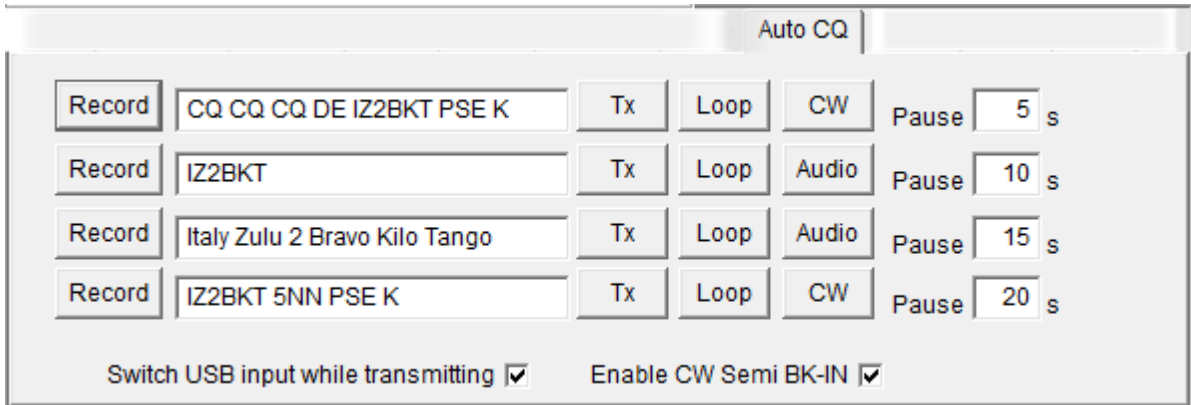 Auto CQ
Record CQ CQ CQ DE IZ2BKT PSE K Tx Loop CW Pause 5 s
Record IZ2BKT Tx Loop Audio Pause 10 s
Record Italy Zulu 2 Bravo Kilo Tango Tx Loop Audio Pause 15 s
Record IZ2BKT 5NN PSE K Tx Loop CW Pause 20 s
Switch USB input while transmitting Enable CW Semi BK-IN